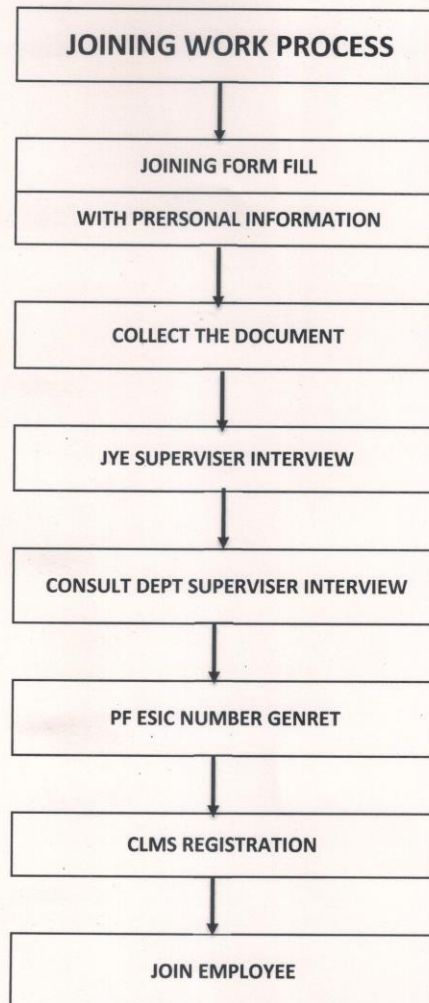 JOINING WORK PROCESS
JOINING FORM FILL
WITH PRERSONAL INFORMATION
COLLECT THE DOCUMENT
JYE SUPERVISER INTERVIEW
CONSULT DEPT SUPERVISER INTERVIEW
PF ESIC NUMBER GENRET
CLMS REGISTRATION
JOIN EMPLOYEE